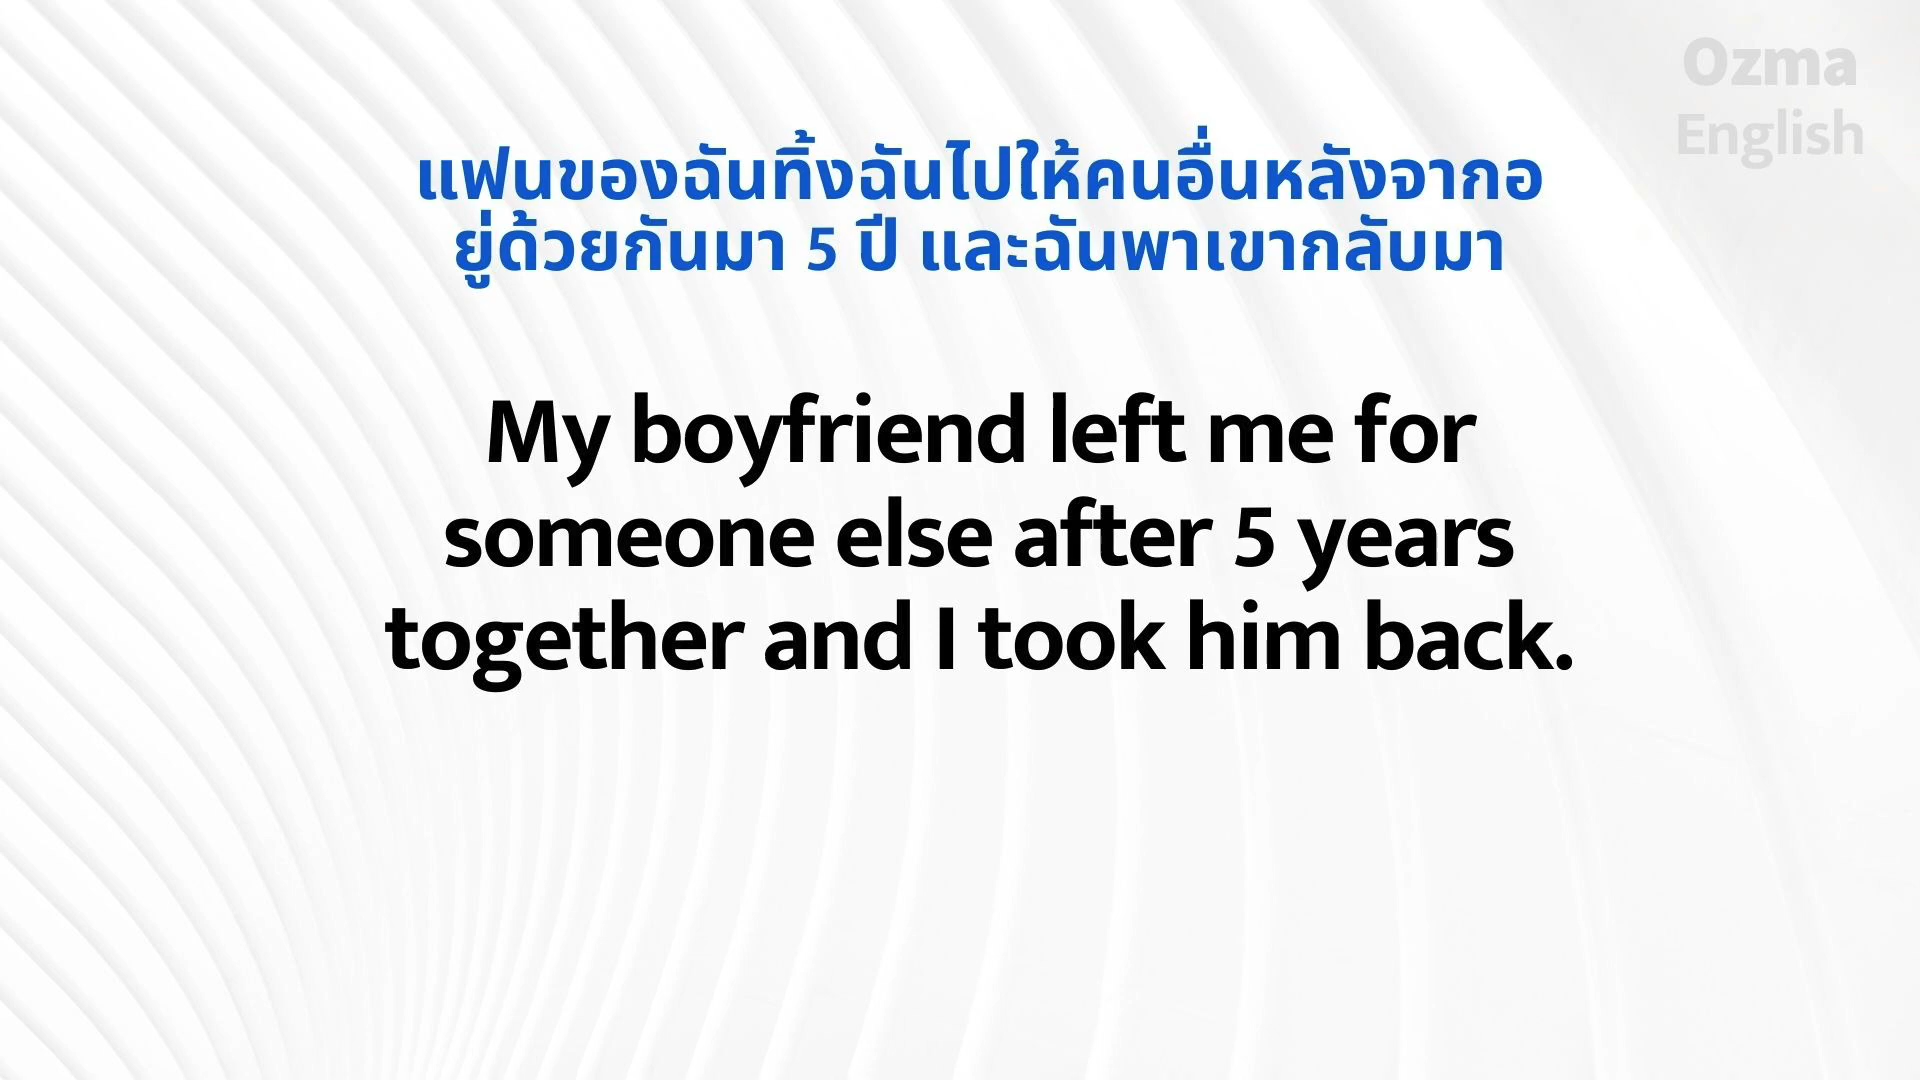 Ozma
English
แฟนของฉันทิ้งฉันไปให้คนอื่นหลังจากอ
ยู่ด้วยกันมา 5 ปี และฉันพาเขากลับมา
My boyfriend left me for
someone else after 5 years
together and I took him back.